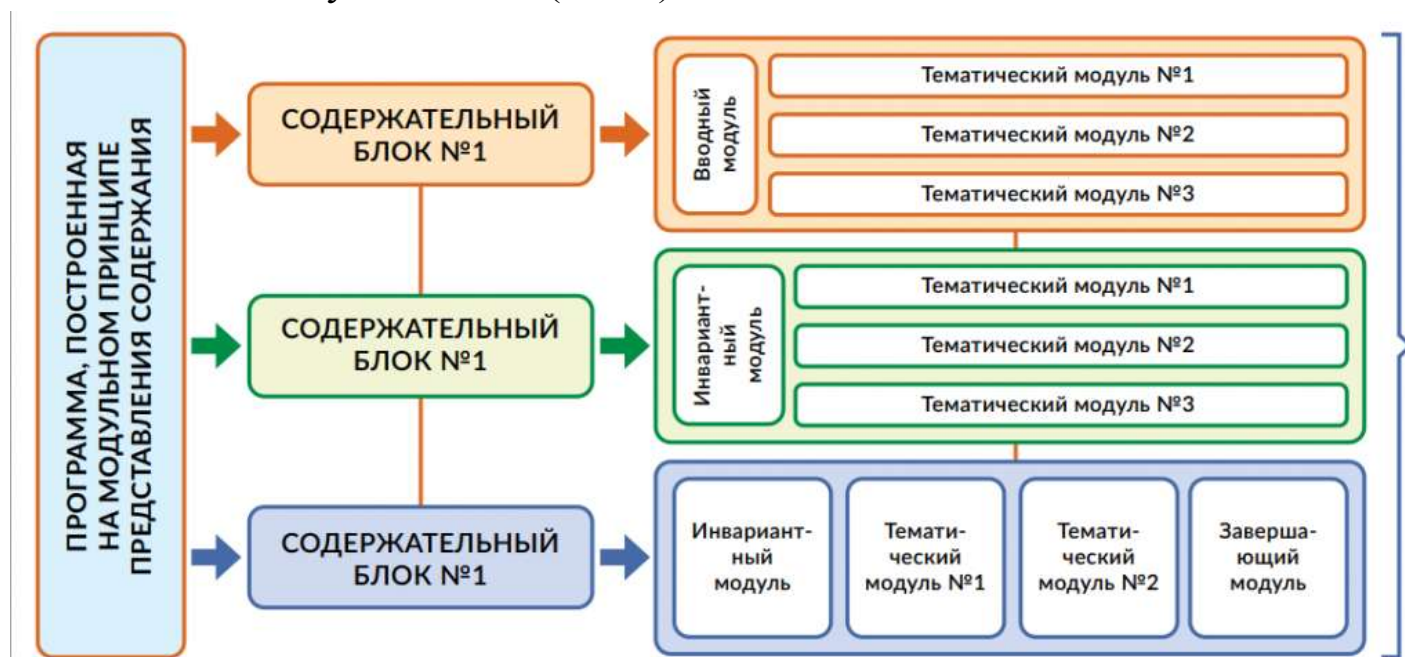 ПРОГРАММА, ПОСТРОЕННАЯ
НА МОДУЛЬНОМ ПРИНЦИПЕ
ПРЕДСТАВЛЕНИЯ СОДЕРЖАНИЯ
СОДЕРЖАТЕЛЬНЫЙ
БЛОК №1
Вводный
модуль
Тематический модуль №1
Тематический модуль №2
Тематический модуль №3
СОДЕРЖАТЕЛЬНЫЙ
БЛОК №1
Инвариант-
ный
модуль
Тематический модуль №1
Тематический модуль №2
Тематический модуль №3
СОДЕРЖАТЕЛЬНЫЙ
БЛОК №1
Инвариант-
ный
модуль
Темати-
ческий
модуль №1
Темати-
ческий
модуль №2
Заверша-
ющий
модуль